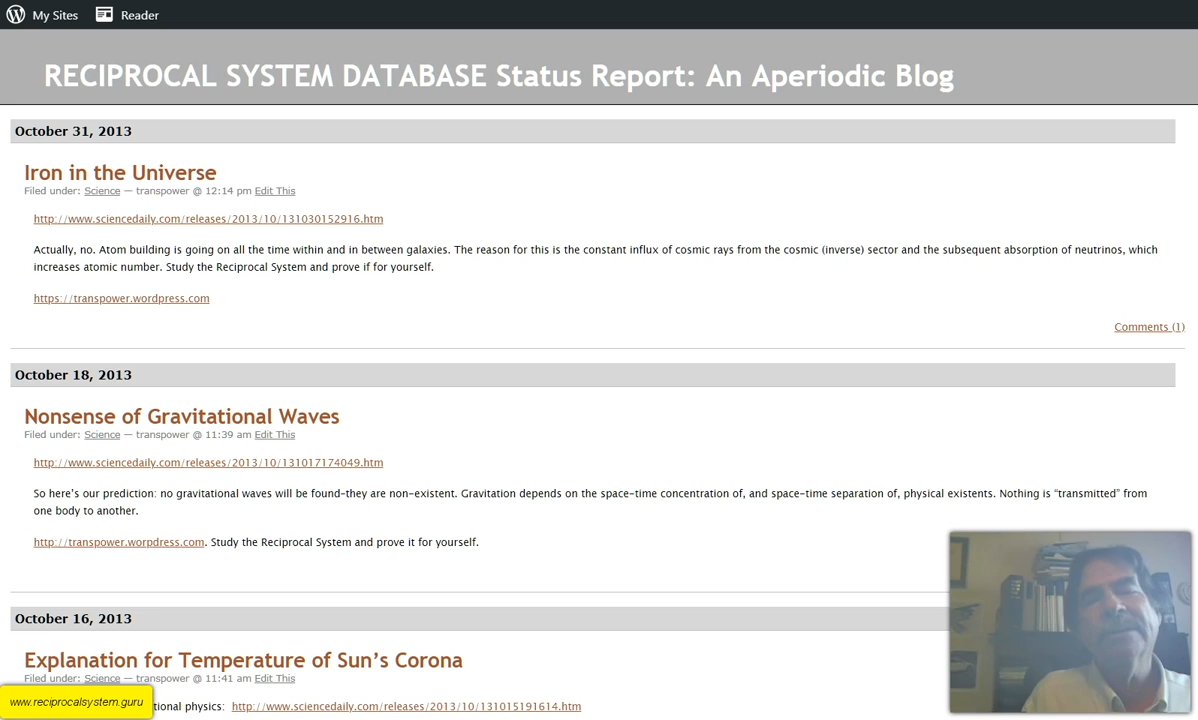 My Sites Reader
RECIPROCAL SYSTEM DATABASE Status Report: An Aperiodic Blog
October 31, 2013
Iron in the Universe
Filed under: Science — transpower @ 12:14 pm Edit This
http://www.sciencedaily.com/releases/2013/10/131030152916.htm
Actually, no. Atom building is going on all the time within and in between galaxies. The reason for this is the constant influx of cosmic rays from the cosmic (inverse) sector and the subsequent absorption of neutrinos, which
increases atomic number. Study the Reciprocal System and prove if for yourself.
https://transpower.wordpress.com
Comments (1)
October 18, 2013
Nonsense of Gravitational Waves
Filed under: Science — transpower @ 11:39 am Edit This
http://www.sciencedaily.com/releases/2013/10/131017174049.htm
So here’s our prediction: no gravitational waves will be found–they are non-existent. Gravitation depends on the space-time concentration of, and space-time separation of, physical existents. Nothing is “transmitted” from
one body to another.
http://transpower.worpdress.com. Study the Reciprocal System and prove it for yourself.
October 16, 2013
Explanation for Temperature of Sun’s Corona
Filed under: Science — transpower @ 11:41 am Edit This
www.reciprocalsystem.guru
tional physics: http://www.sciencedaily.com/releases/2013/10/131015191614.htm